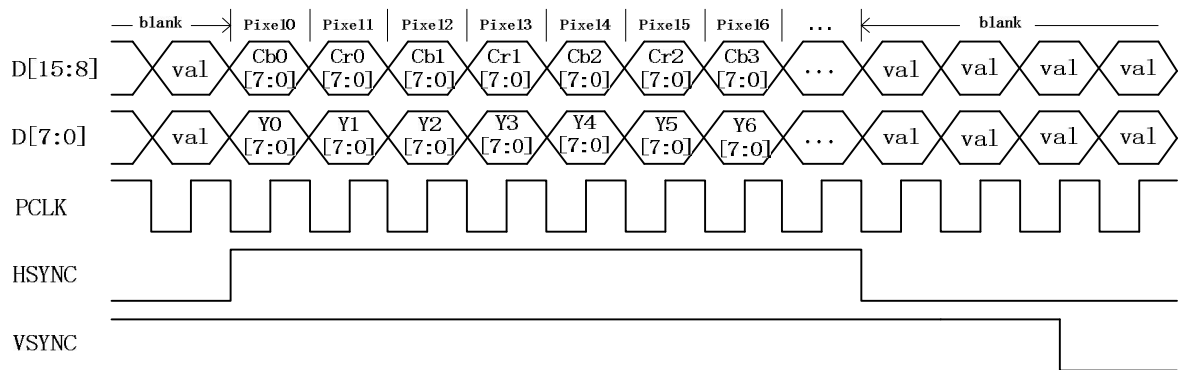 blank Pixel0 Pixel1 Pixel2 Pixel3 Pixel4 Pixel5 Pixel6 ... blank
D[15:8] val Cb0 [7:0] Cr0 [7:0] Cb1 [7:0] Cr1 [7:0] Cb2 [7:0] Cr2 [7:0] Cb3 [7:0] ... val val val val
D[7:0] val Y0 [7:0] Y1 [7:0] Y2 [7:0] Y3 [7:0] Y4 [7:0] Y5 [7:0] Y6 [7:0] ... val val val val
PCLK
HSYNC
VSYNC